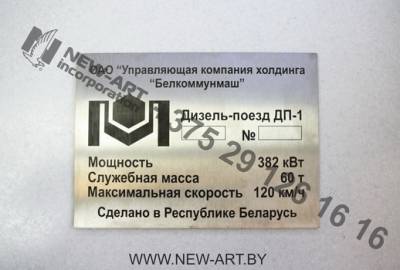 NEW-ART
incorporation
+375 29 126 16 16
ОАО "Управляющая компания холдинга
"Белкоммунмаш"
Дизель-поезд ДП-1
№
Мощность 382 кВт
Служебная масса 60 т
Максимальная скорость 120 км/ч
Сделано в Республике Беларусь
WWW.NEW-ART.BY